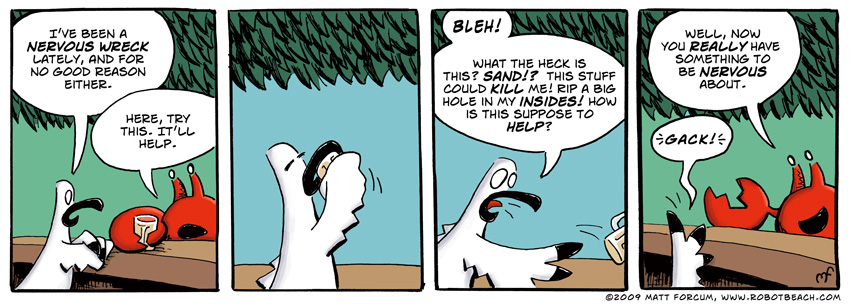 I'VE BEEN A
NERVOUS WRECK
LATELY, AND FOR
NO GOOD REASON
EITHER.
HERE, TRY
THIS. IT'LL
HELP.
BLEH!
WHAT THE HECK IS
THIS? SAND!? THIS STUFF
COULD KILL ME! RIP A BIG
HOLE IN MY INSIDES! HOW
IS THIS SUPPOSE TO
HELP?
WELL, NOW
YOU REALLY HAVE
SOMETHING TO
BE NERVOUS
ABOUT.
GACK!
MF
©2009 MATT FORCUM, WWW.ROBOTBEACH.COM